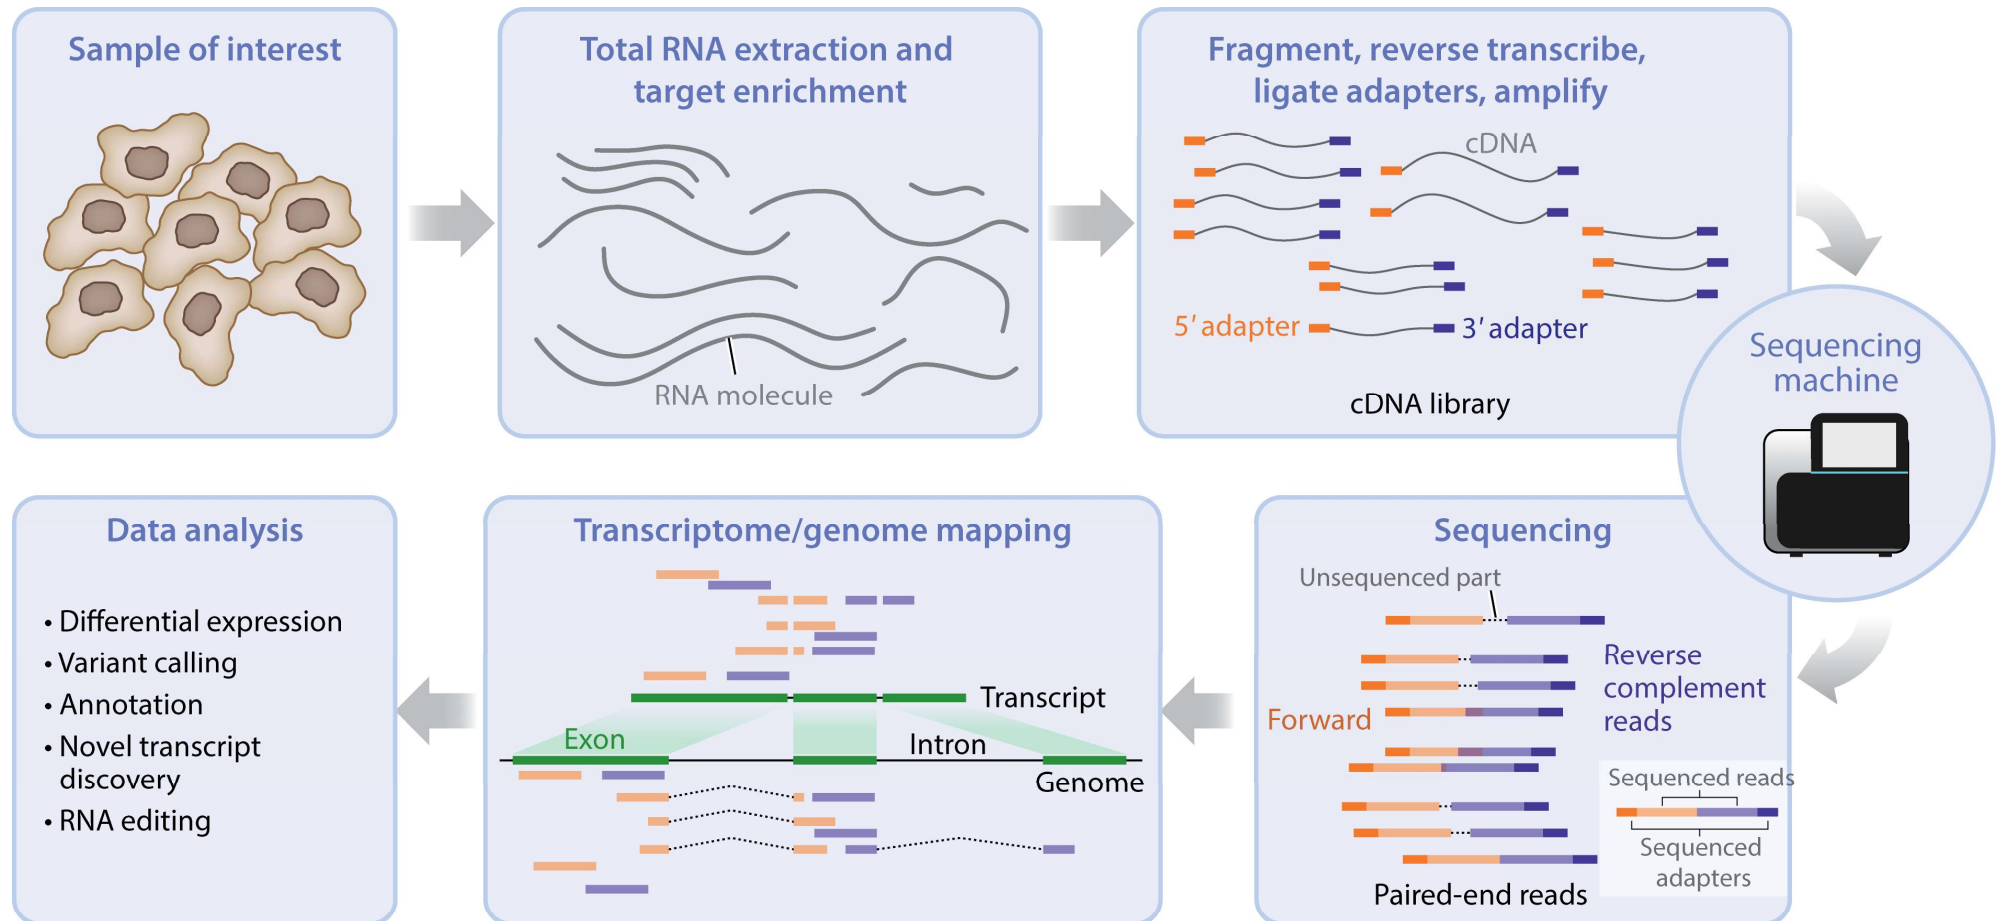 Sample of interest
Total RNA extraction and
target enrichment
RNA molecule
Fragment, reverse transcribe,
ligate adapters, amplify
cDNA
5′ adapter
3′ adapter
cDNA library
Sequencing
machine
Sequencing
Unsequenced part
Reverse
complement
reads
Forward
Sequenced reads
Sequenced
adapters
Paired-end reads
Transcriptome/genome mapping
Transcript
Exon
Intron
Genome
Data analysis
• Differential expression
• Variant calling
• Annotation
• Novel transcript
discovery
• RNA editing